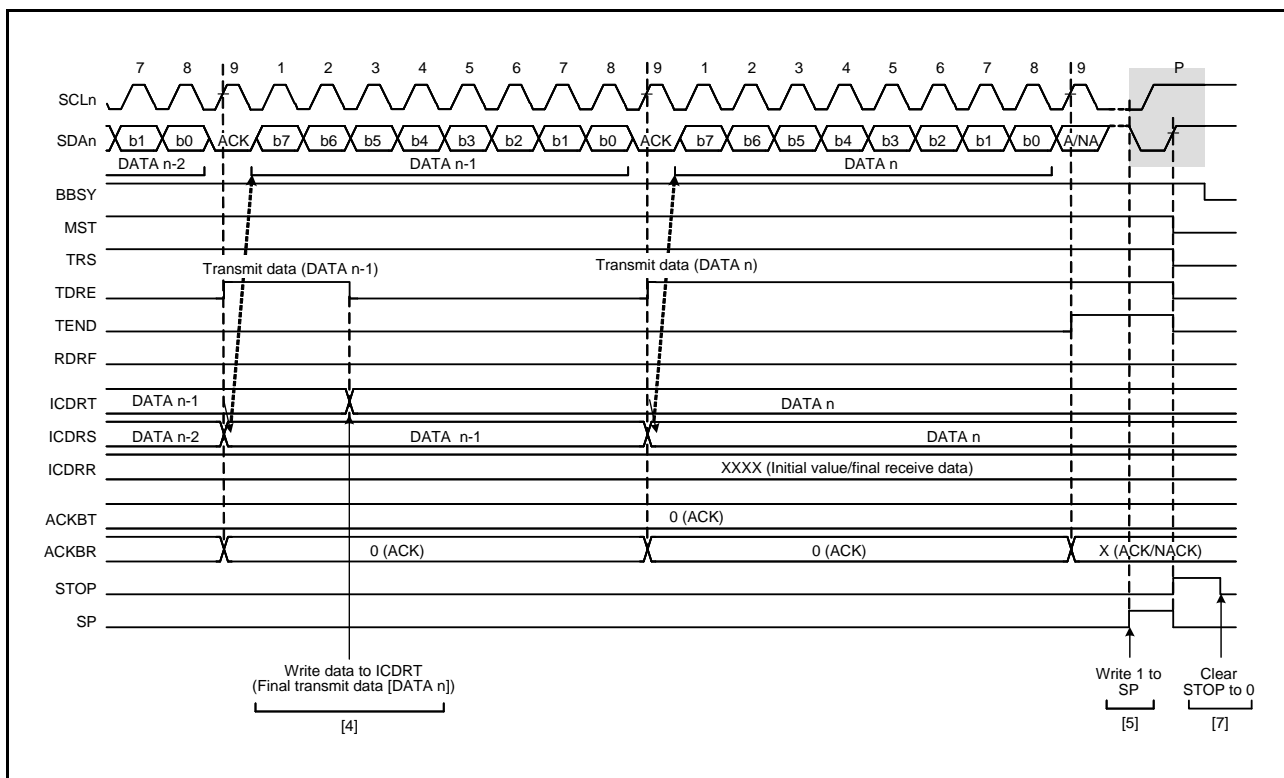 7 8 9 1 2 3 4 5 6 7 8 9 1 2 3 4 5 6 7 8 9 P
SCLn
SDAn b1 b0 ACK b7 b6 b5 b4 b3 b2 b1 b0 ACK b7 b6 b5 b4 b3 b2 b1 b0 A/NA
DATA n-2 DATA n-1 DATA n
BBSY
MST
TRS
Transmit data (DATA n-1) Transmit data (DATA n)
TDRE
TEND
RDRF
ICDRT DATA n-1 DATA n
ICDRS DATA n-2 DATA n-1 DATA n
ICDRR XXXX (Initial value/final receive data)
ACKBT 0 (ACK)
ACKBR 0 (ACK) 0 (ACK) X (ACK/NACK)
STOP
SP
Write data to ICDRT
(Final transmit data [DATA n])
[4]
Write 1 to
SP
[5]
Clear
STOP to 0
[7]